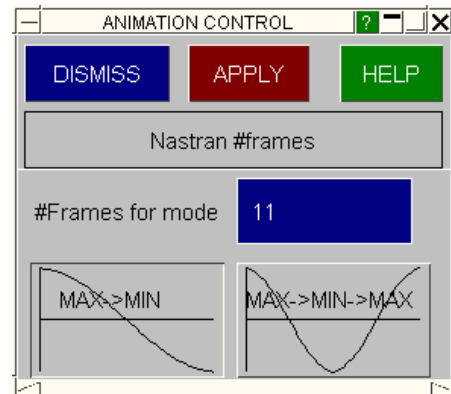 ANIMATION CONTROL ?
DISMISS APPLY HELP
Nastran #frames
#Frames for mode 11
MAX->MIN MAX->MIN->MAX